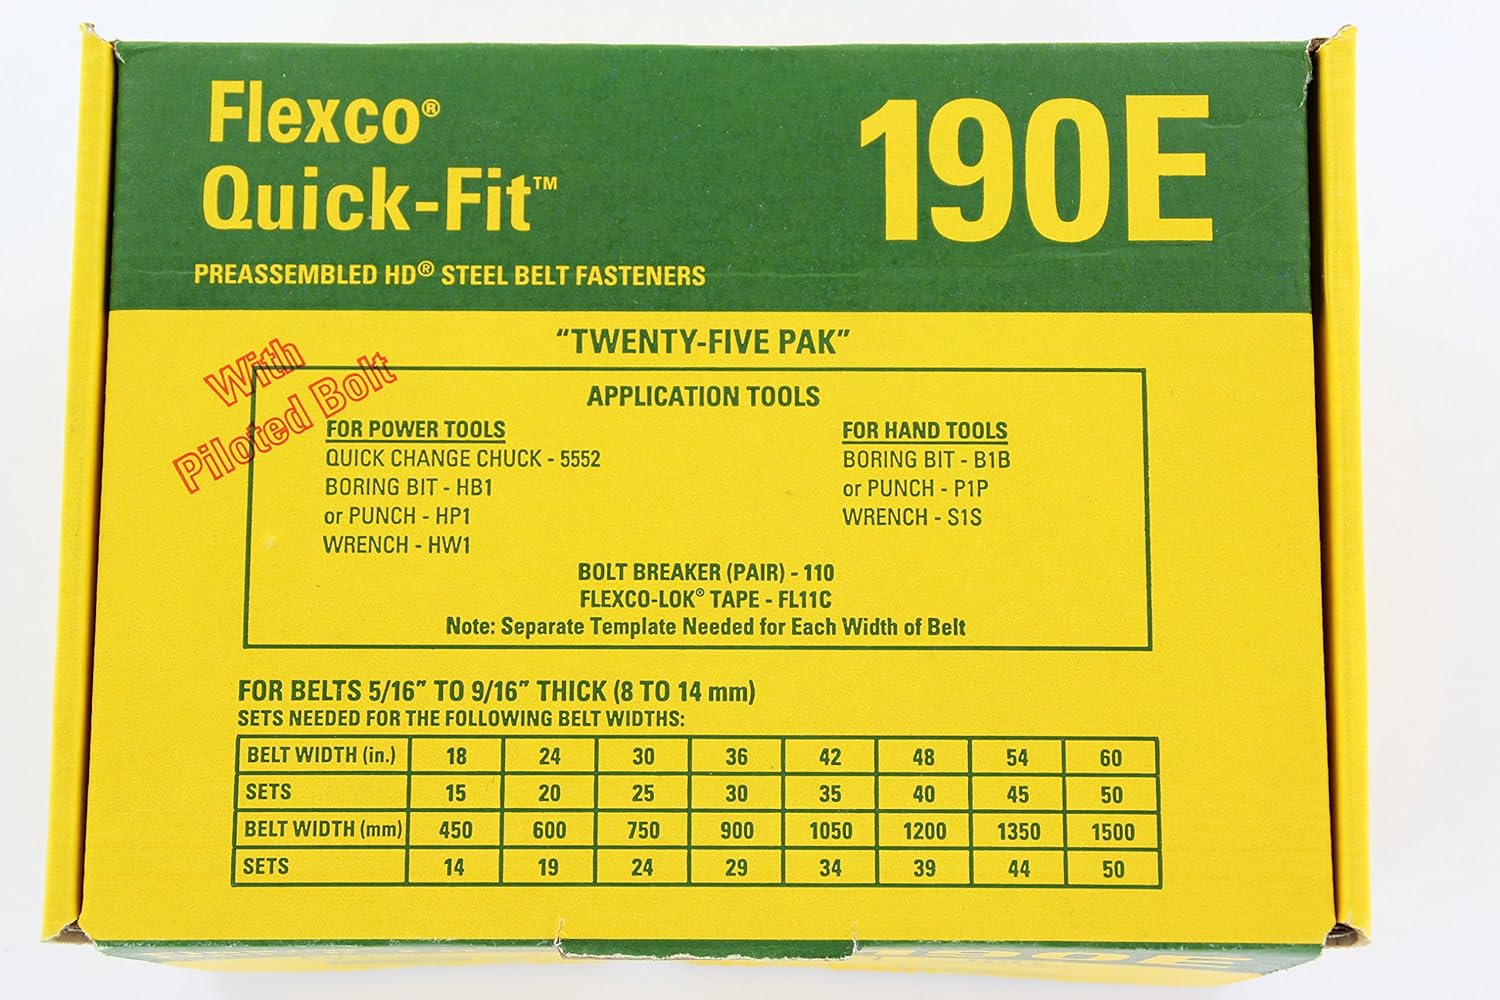 Flexco®
Quick-Fit™
190E
PREASSEMBLED HD® STEEL BELT FASTENERS
"TWENTY-FIVE PAK"
With
Piloted Bolt
APPLICATION TOOLS
FOR POWER TOOLS
QUICK CHANGE CHUCK - 5552
BORING BIT - HB1
or PUNCH - HP1
WRENCH - HW1
FOR HAND TOOLS
BORING BIT - B1B
or PUNCH - P1P
WRENCH - S1S
BOLT BREAKER (PAIR) - 110
FLEXCO-LOK® TAPE - FL11C
Note: Separate Template Needed for Each Width of Belt
FOR BELTS 5/16" TO 9/16" THICK (8 TO 14 mm)
SETS NEEDED FOR THE FOLLOWING BELT WIDTHS:
BELT WIDTH (in.) 18 24 30 36 42 48 54 60
SETS 15 20 25 30 35 40 45 50
BELT WIDTH (mm) 450 600 750 900 1050 1200 1350 1500
SETS 14 19 24 29 34 39 44 50
190E